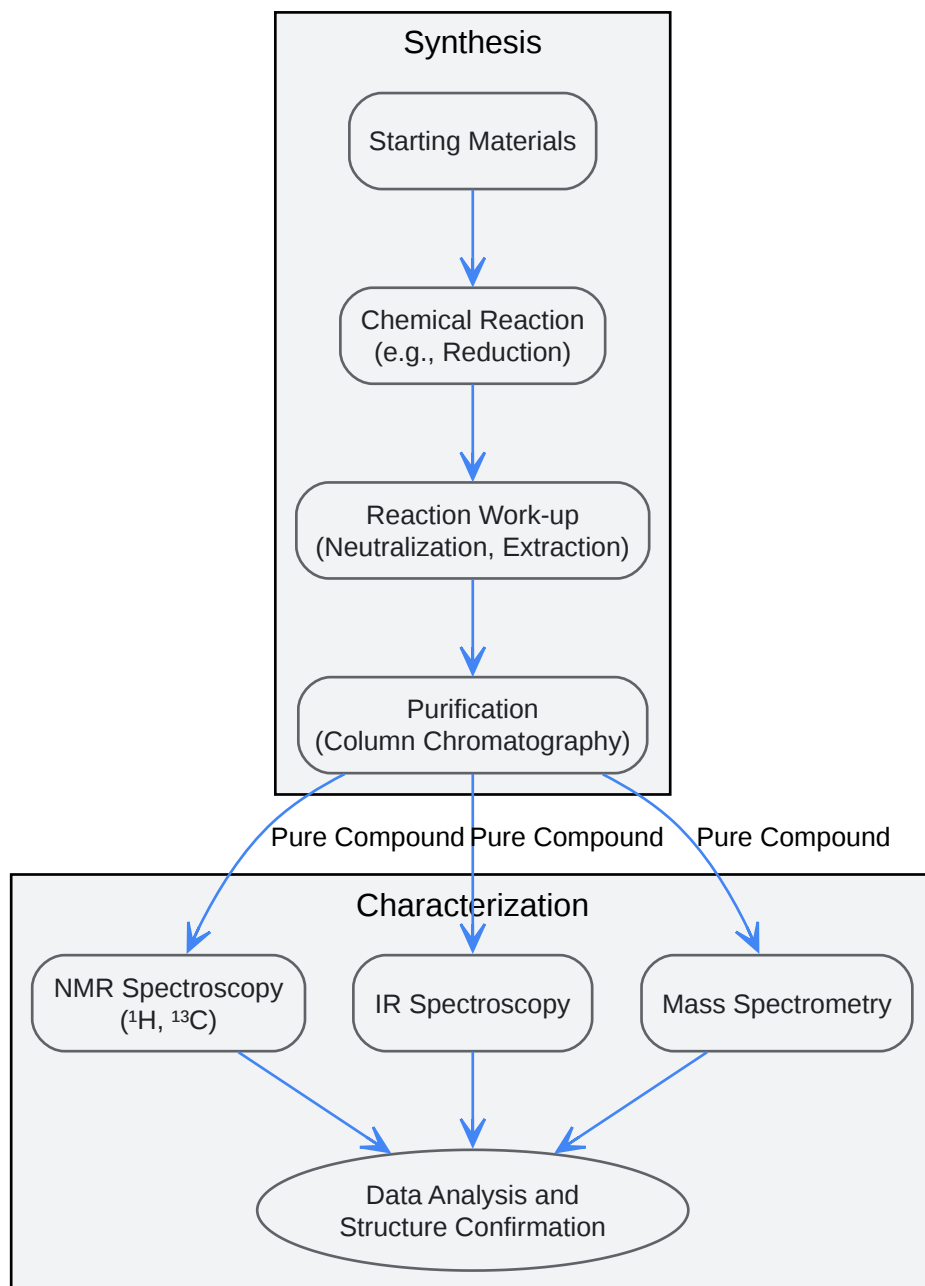 Synthesis
Starting Materials
Chemical Reaction
(e.g., Reduction)
Reaction Work-up
(Neutralization, Extraction)
Purification
(Column Chromatography)
Pure Compound Pure Compound Pure Compound
Characterization
NMR Spectroscopy
(¹H, ¹³C)
IR Spectroscopy
Mass Spectrometry
Data Analysis and
Structure Confirmation